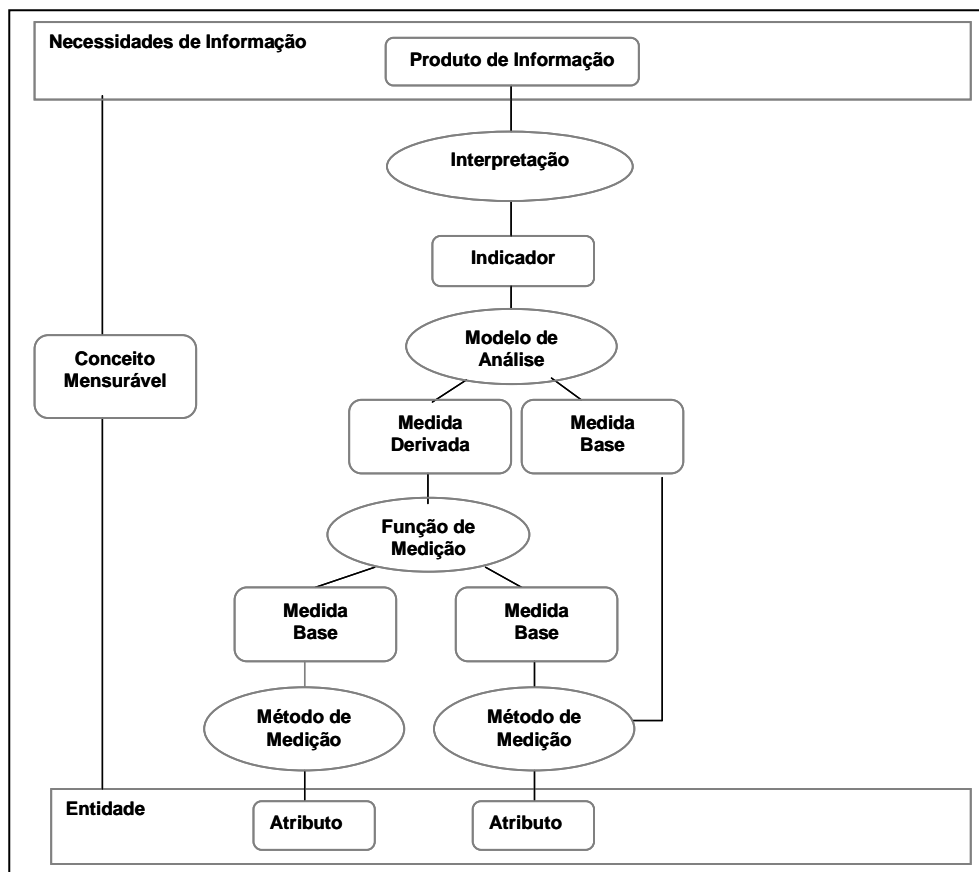 Necessidades de Informação
Produto de Informação
Interpretação
Indicador
Modelo de
Análise
Conceito
Mensurável
Medida
Derivada
Medida
Base
Função de
Medição
Medida
Base
Medida
Base
Método de
Medição
Método de
Medição
Entidade
Atributo
Atributo